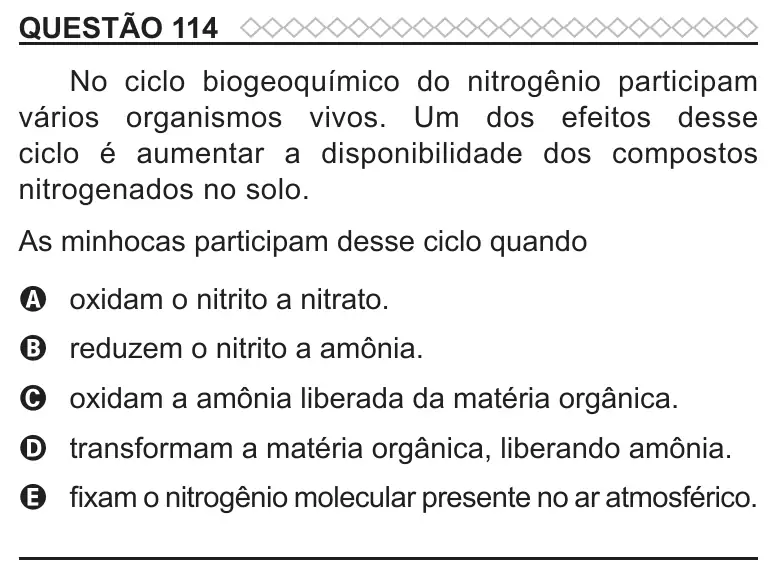 QUESTÃO 114
No ciclo biogeoquímico do nitrogênio participam
vários organismos vivos. Um dos efeitos desse
ciclo é aumentar a disponibilidade dos compostos
nitrogenados no solo.
As minhocas participam desse ciclo quando
A oxidam o nitrito a nitrato.
B reduzem o nitrito a amônia.
C oxidam a amônia liberada da matéria orgânica.
D transformam a matéria orgânica, liberando amônia.
E fixam o nitrogênio molecular presente no ar atmosférico.